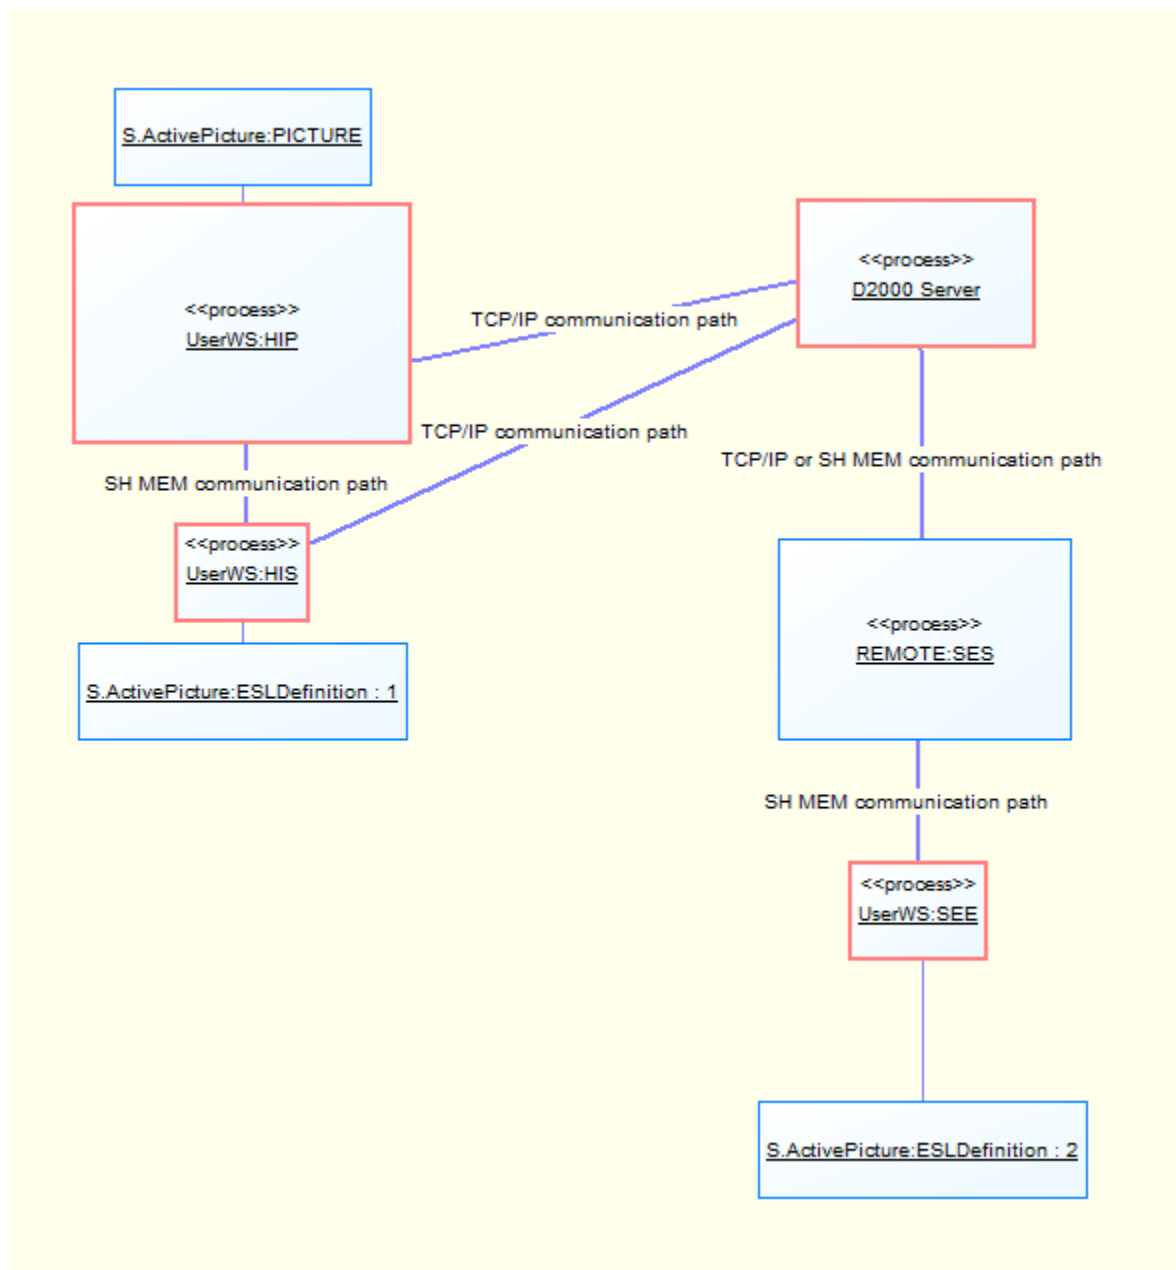 S.ActivePicture:PICTURE
<<process>>
UserWS:HIP
<<process>>
D2000 Server
TCP/IP communication path
TCP/IP communication path
SH MEM communication path
TCP/IP or SH MEM communication path
<<process>>
UserWS:HIS
S.ActivePicture:ESLDefinition : 1
<<process>>
REMOTE:SES
SH MEM communication path
<<process>>
UserWS:SEE
S.ActivePicture:ESLDefinition : 2